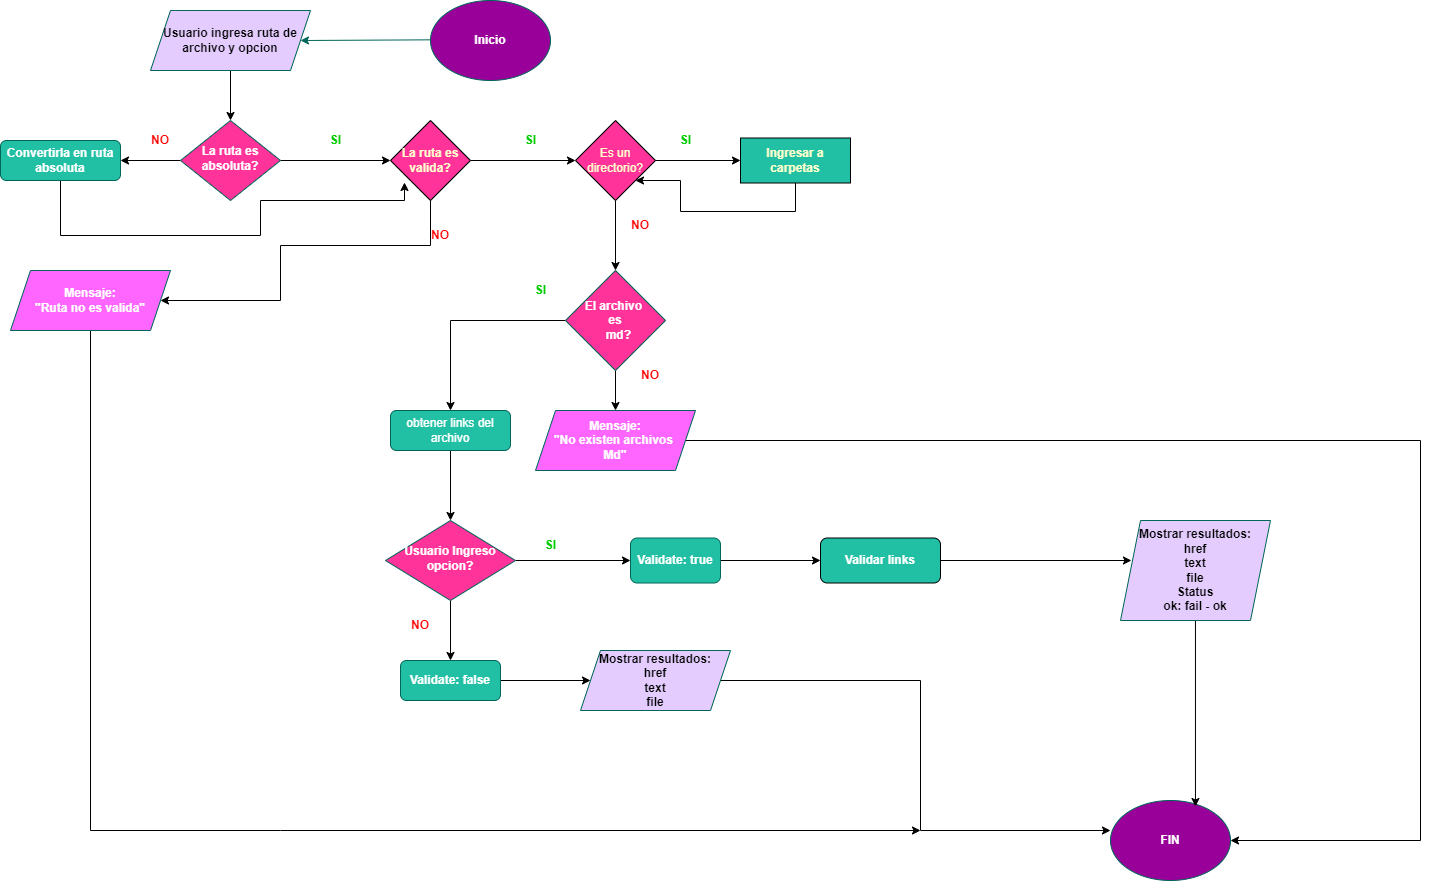 Inicio
Usuario ingresa ruta de
archivo y opcion
NO
La ruta es
absoluta?
SI
Convertirla en ruta
absoluta
La ruta es
valida?
SI
NO
Es un
directorio?
SI
NO
Ingresar a
carpetas
Mensaje:
"Ruta no es valida"
SI
El archivo
es
md?
NO
obtener links del
archivo
Mensaje:
"No existen archivos
Md"
Usuario Ingreso
opcion?
SI
NO
Validate: true
Validar links
Mostrar resultados:
href
text
file
Status
ok: fail - ok
Validate: false
Mostrar resultados:
href
text
file
FIN